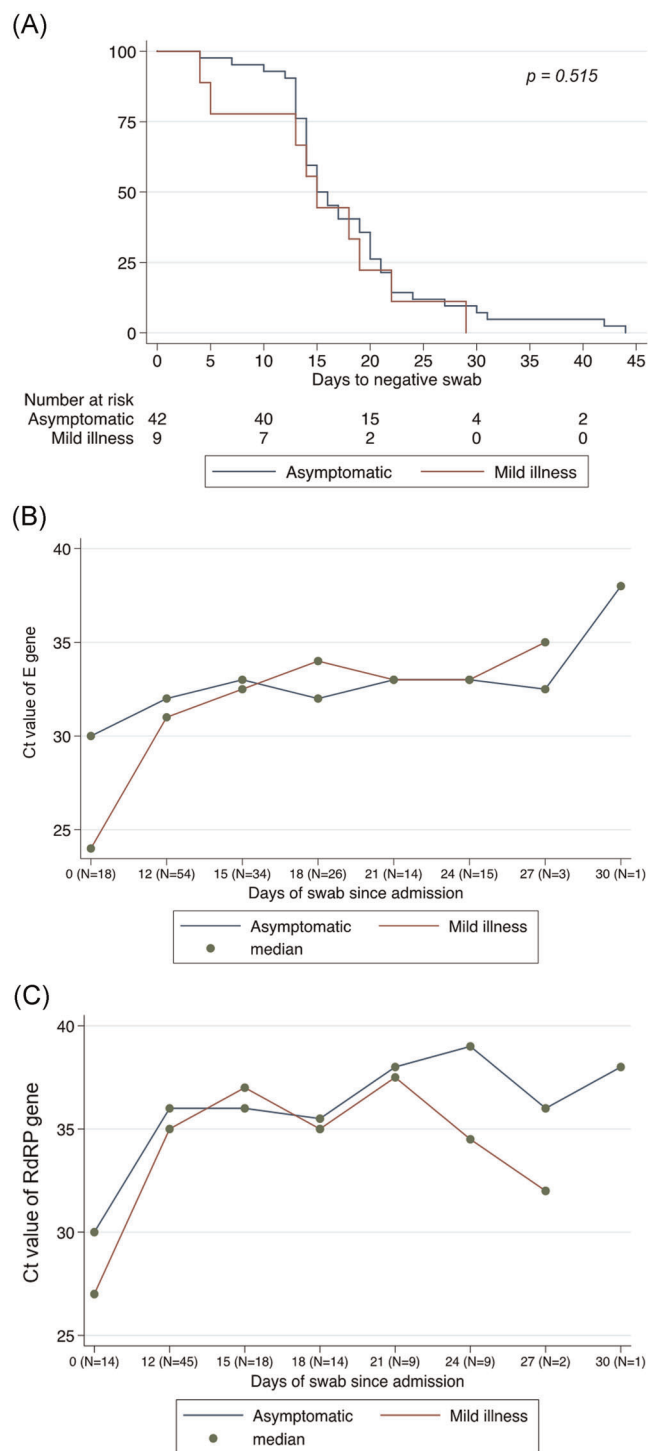 (A)
100
75
50
25
0
p = 0.515
0 5 10 15 20 25 30 35 40 45
Days to negative swab
Number at risk
Asymptomatic 42 40 15 4 2
Mild illness 9 7 2 0 0
Asymptomatic Mild illness
(B)
40
35
30
25
Ct value of E gene
0 (N=18) 12 (N=54) 15 (N=34) 18 (N=26) 21 (N=14) 24 (N=15) 27 (N=3) 30 (N=1)
Days of swab since admission
Asymptomatic Mild illness
median
(C)
40
35
30
25
Ct value of RdRP gene
0 (N=14) 12 (N=45) 15 (N=18) 18 (N=14) 21 (N=9) 24 (N=9) 27 (N=2) 30 (N=1)
Days of swab since admission
Asymptomatic Mild illness
median